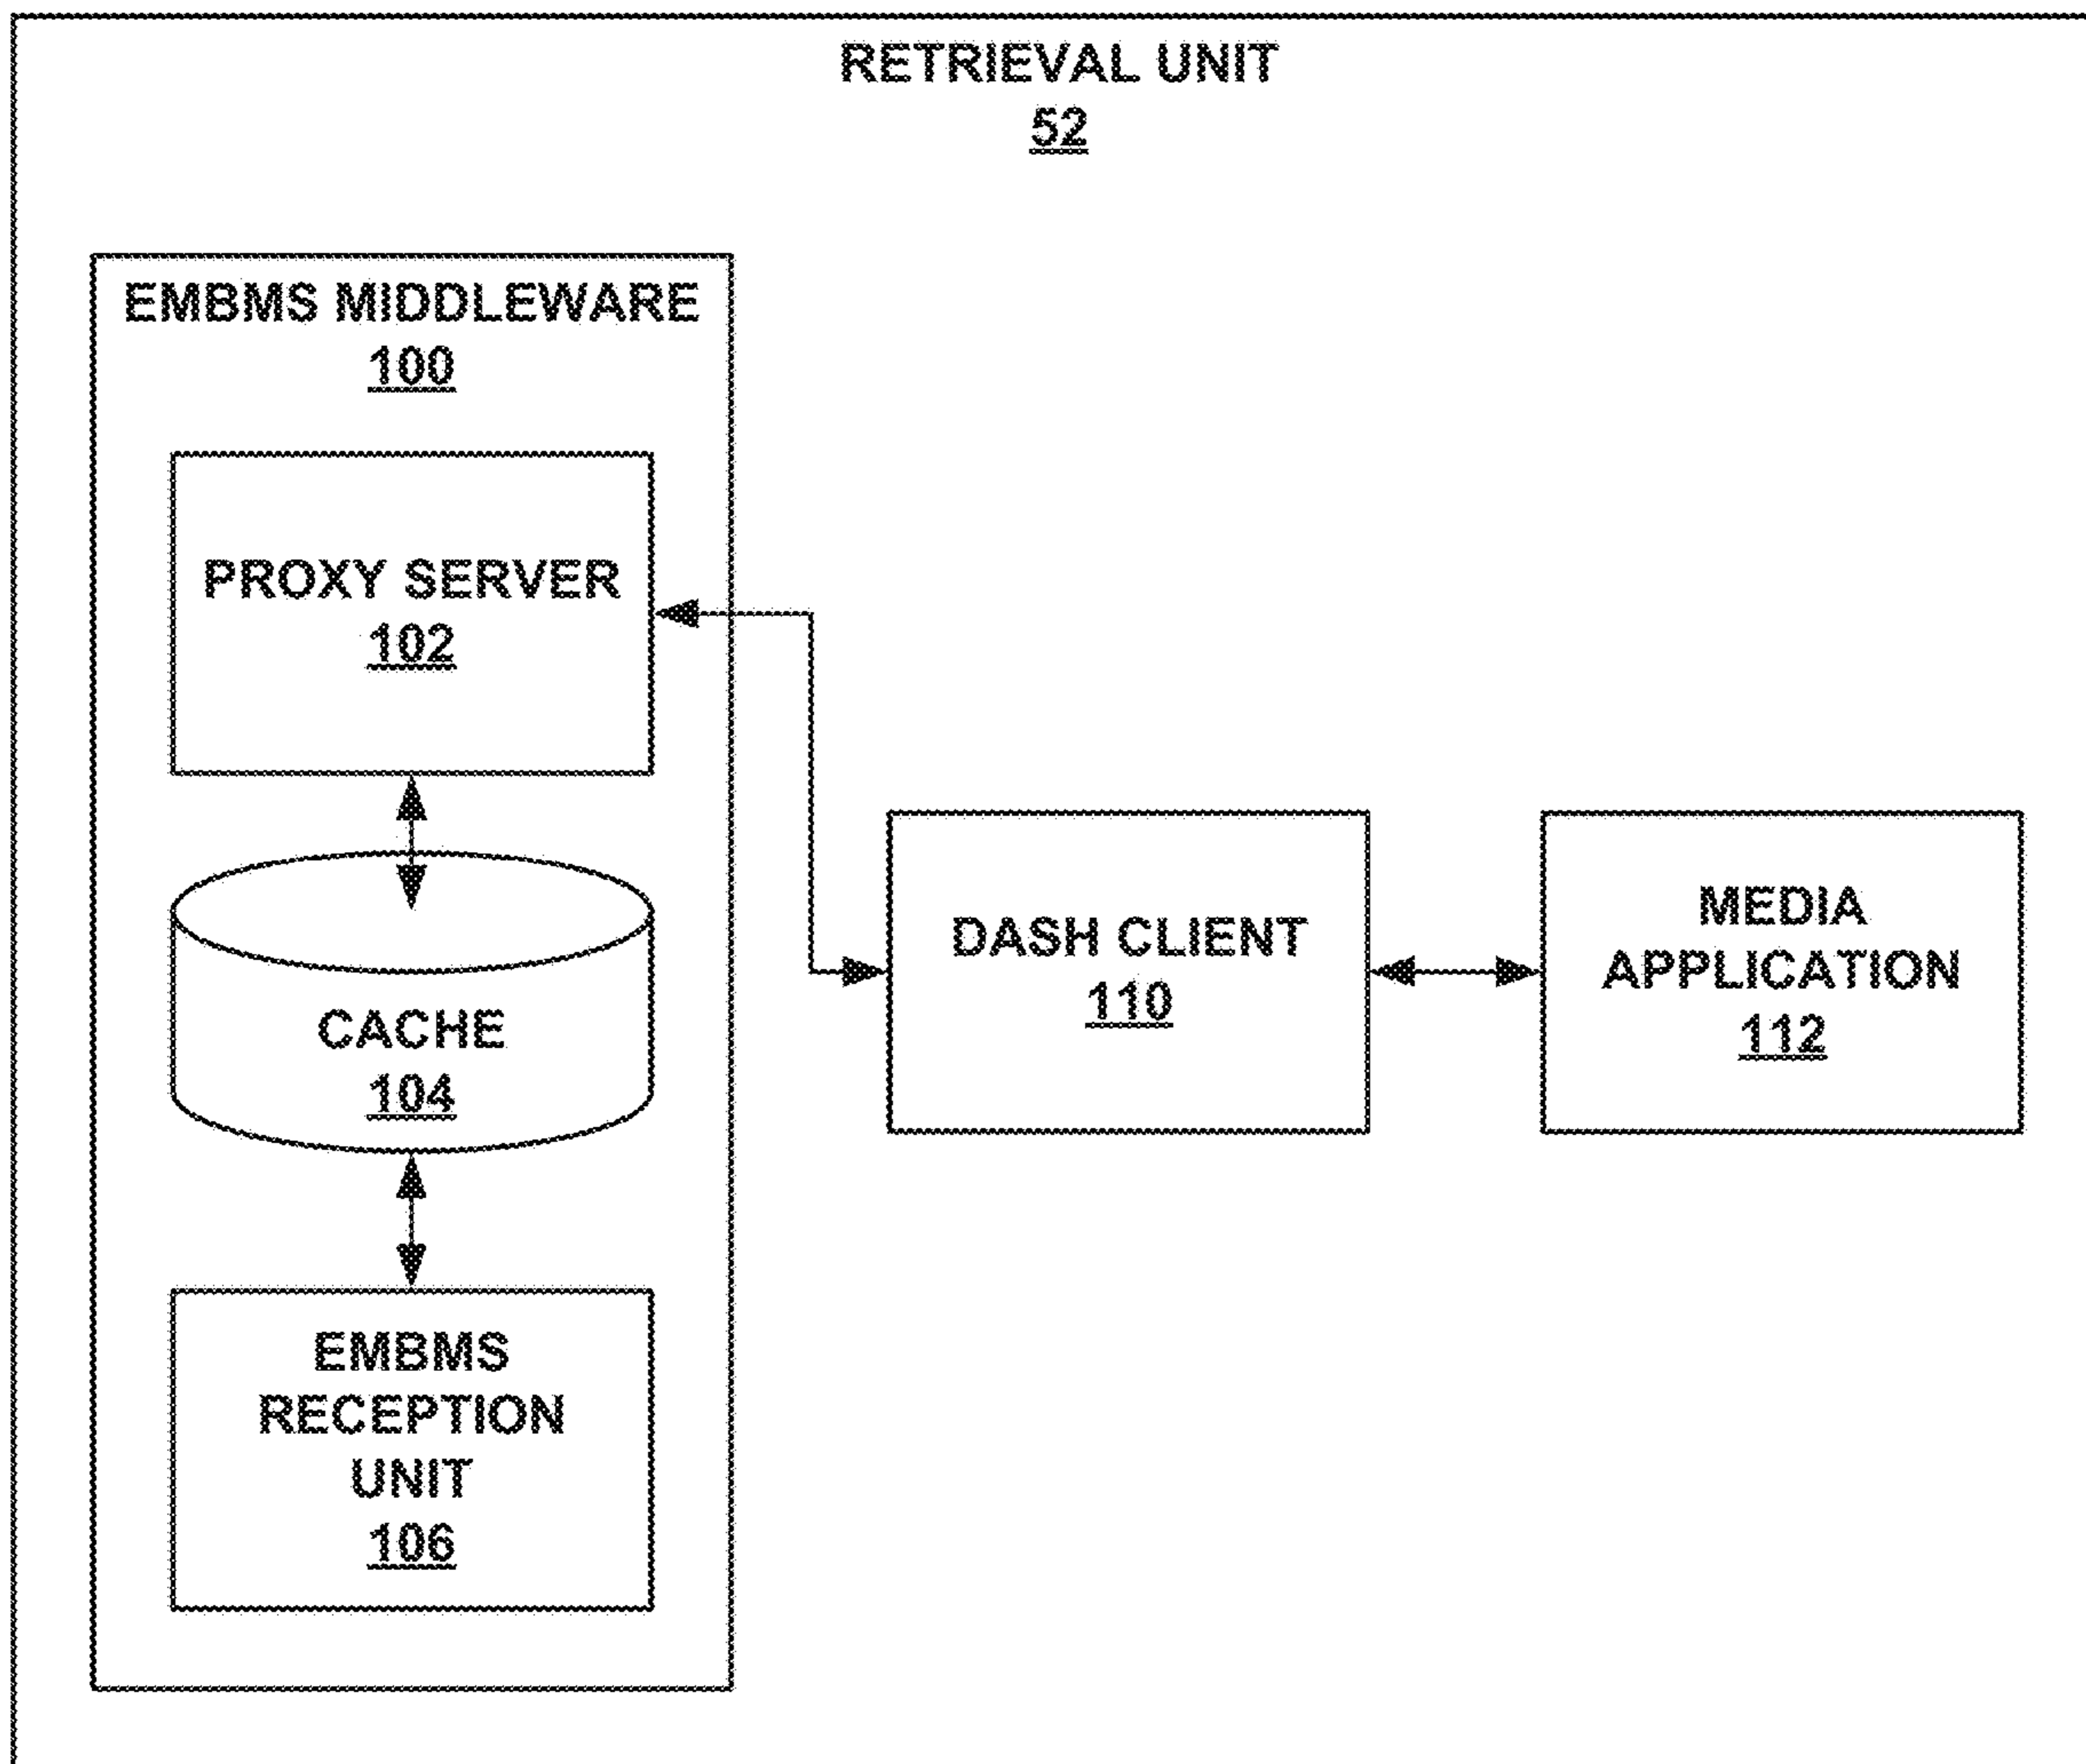 RETRIEVAL UNIT
52
EMBMS MIDDLEWARE
100
PROXY SERVER
102
CACHE
104
EMBMS
RECEPTION
UNIT
106
DASH CLIENT
110
MEDIA
APPLICATION
112